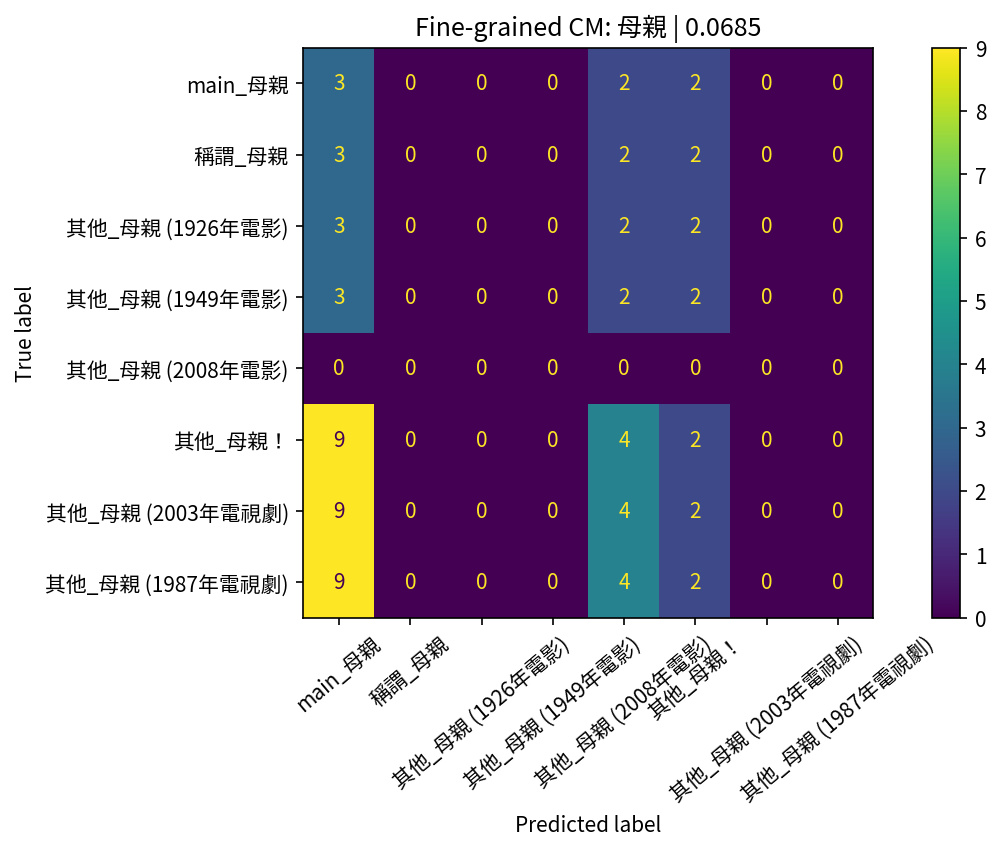 Fine-grained CM: 母親 | 0.0685
True label
main_母親 3 0 0 0 2 2 0 0
稱謂_母親 3 0 0 0 2 2 0 0
其他_母親 (1926年電影) 3 0 0 0 2 2 0 0
其他_母親 (1949年電影) 3 0 0 0 2 2 0 0
其他_母親 (2008年電影) 0 0 0 0 0 0 0 0
其他_母親！ 9 0 0 0 4 2 0 0
其他_母親 (2003年電視劇) 9 0 0 0 4 2 0 0
其他_母親 (1987年電視劇) 9 0 0 0 4 2 0 0
main_母親
稱謂_母親
其他_母親 (1926年電影)
其他_母親 (1949年電影)
其他_母親 (2008年電影)
其他_母親！
其他_母親 (2003年電視劇)
其他_母親 (1987年電視劇)
Predicted label
9
8
7
6
5
4
3
2
1
0